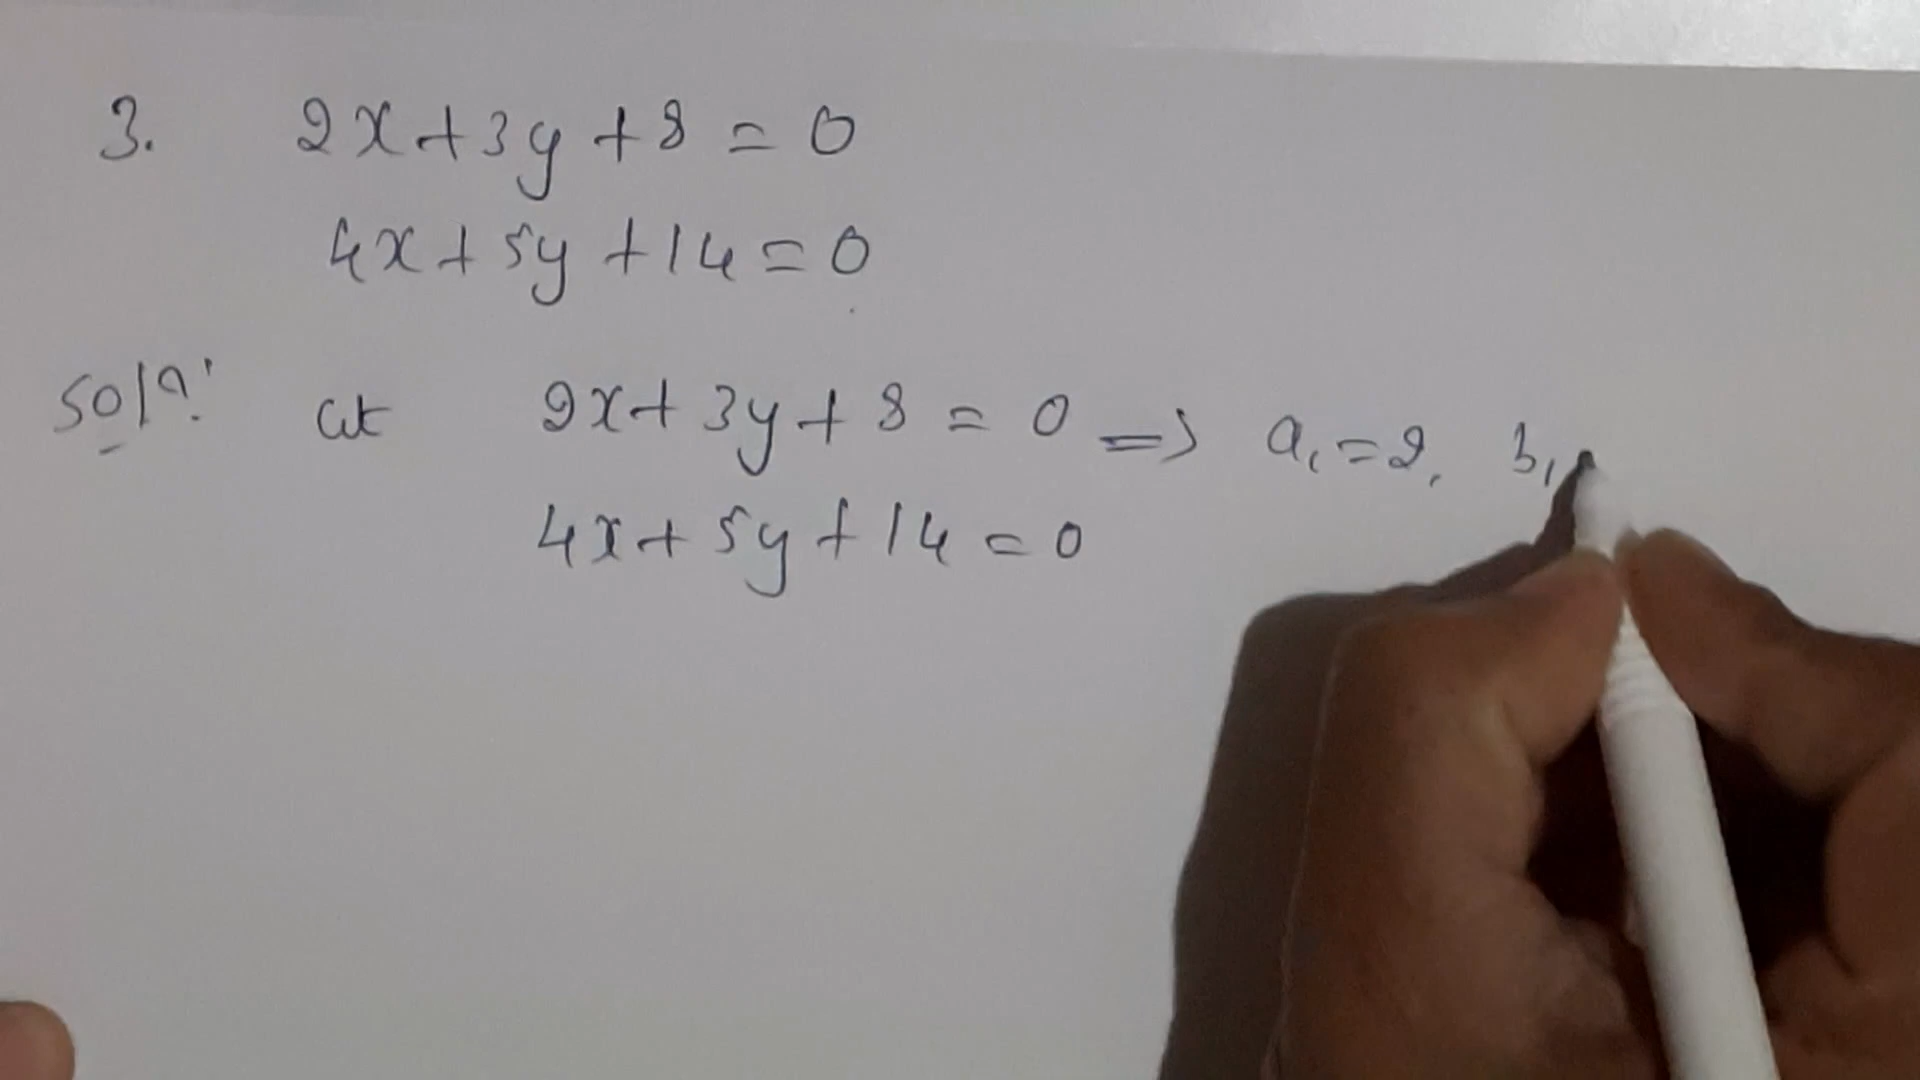 3. 2x+3y+8=0
4x+5y+14=0
Soln: at 2x+3y+8=0 => a₁=2, b₁
4x+5y+14=0